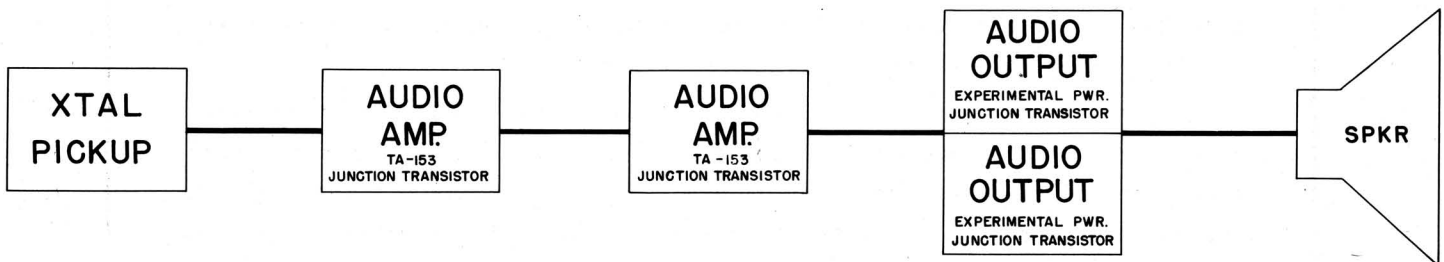 XTAL
PICKUP
AUDIO
AMP.
TA-153
JUNCTION TRANSISTOR
AUDIO
AMP.
TA-153
JUNCTION TRANSISTOR
AUDIO
OUTPUT
EXPERIMENTAL PWR.
JUNCTION TRANSISTOR
AUDIO
OUTPUT
EXPERIMENTAL PWR.
JUNCTION TRANSISTOR
SPKR